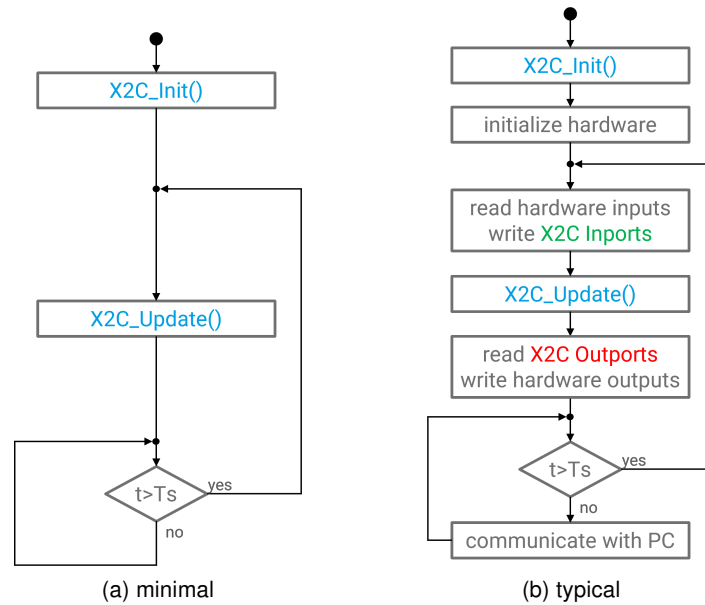 X2C_Init()
X2C_Update()
t>Ts
yes
no
(a) minimal
X2C_Init()
initialize hardware
read hardware inputs
write X2C Inports
X2C_Update()
read X2C Outports
write hardware outputs
t>Ts
yes
no
communicate with PC
(b) typical